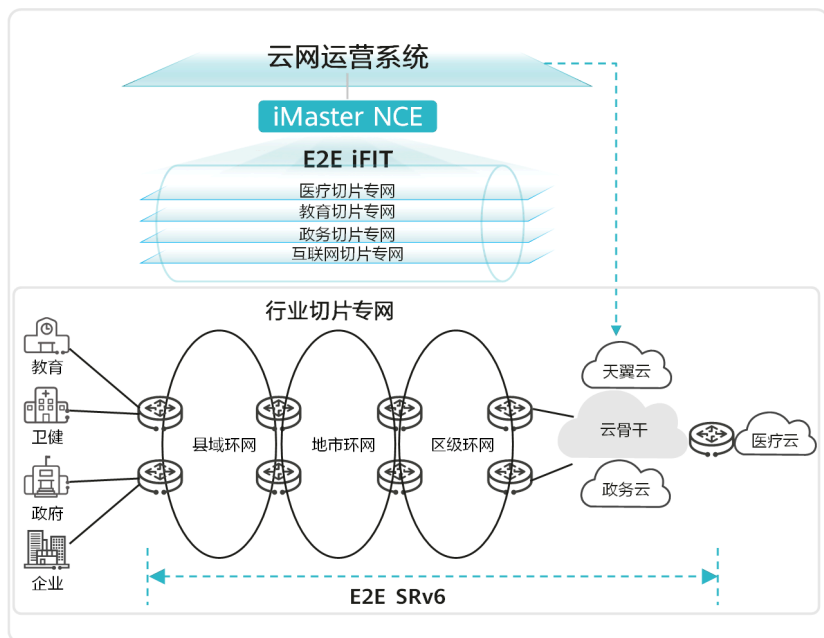 云网运营系统
iMaster NCE
E2E iFIT
医疗切片专网
教育切片专网
政务切片专网
互联网切片专网
行业切片专网
教育
卫健
政府
企业
县域环网
地市环网
区级环网
天翼云
云骨干
医疗云
政务云
E2E SRv6